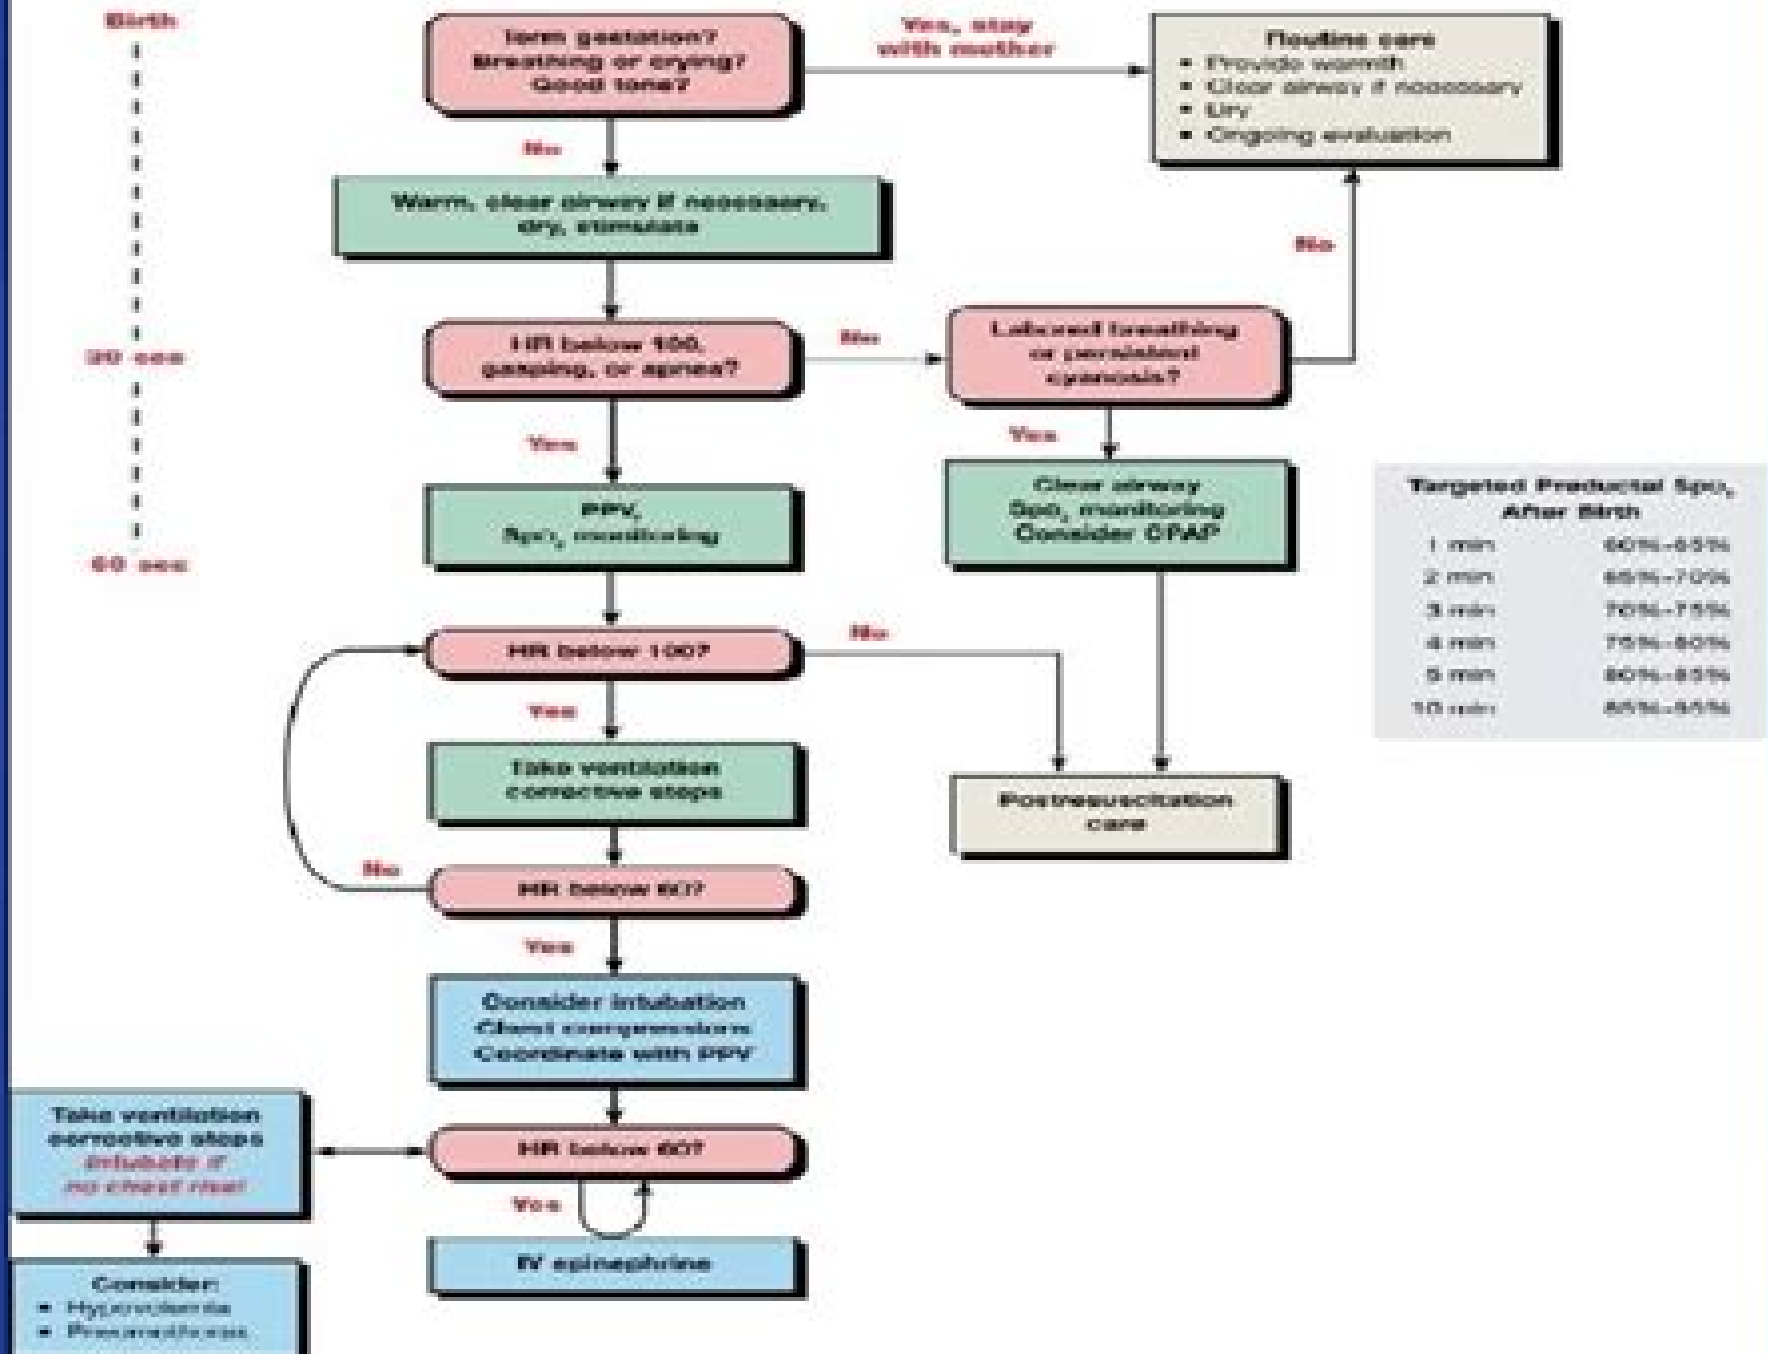 Birth
Term gestation?
Breathing or crying?
Good tone?
Yes, stay
with mother
Routine care
• Provide warmth
• Clear airway if necessary
• Dry
• Ongoing evaluation
No
Warm, clear airway if necessary,
dry, stimulate
No
30 sec
HR below 100,
gasping, or apnea?
No
Labored breathing
or persistent
cyanosis?
Yes
Yes
PPV,
Spo₂ monitoring
Clear airway
Spo₂ monitoring
Consider CPAP
60 sec
Targeted Preductal Spo₂
After Birth
1 min 60%-65%
2 min 65%-70%
3 min 70%-75%
4 min 75%-80%
5 min 80%-85%
10 min 85%-95%
HR below 100?
No
Yes
Take ventilation
corrective steps
Postresuscitation
care
No
HR below 60?
Yes
Consider intubation
Chest compressions
Coordinate with PPV
Take ventilation
corrective steps
Intubate if
no chest rise!
HR below 60?
Yes
IV epinephrine
Consider:
• Hypovolemia
• Pneumothorax